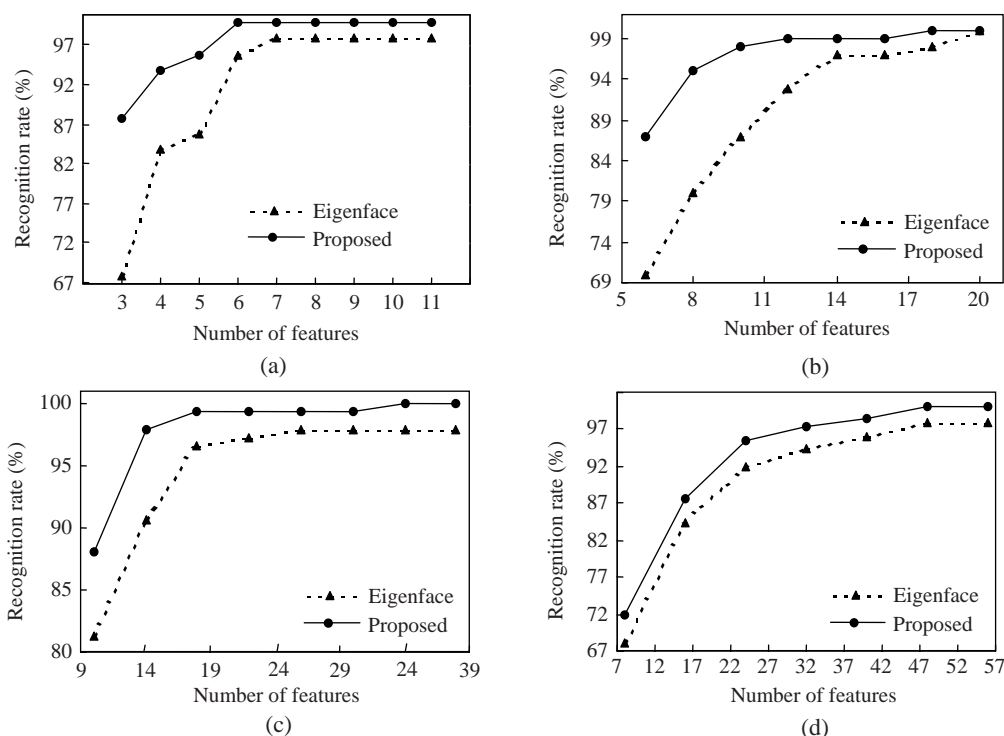 97
92
87
82
77
72
67
Recognition rate (%)
Eigenface
Proposed
3 4 5 6 7 8 9 10 11
Number of features
(a)
99
94
89
84
79
74
69
Recognition rate (%)
Eigenface
Proposed
5 8 11 14 17 20
Number of features
(b)
100
95
90
85
80
Recognition rate (%)
Eigenface
Proposed
9 14 19 24 29 24 39
Number of features
(c)
97
92
87
82
77
72
67
Recognition rate (%)
Eigenface
Proposed
7 12 17 22 27 32 37 42 47 52 57
Number of features
(d)